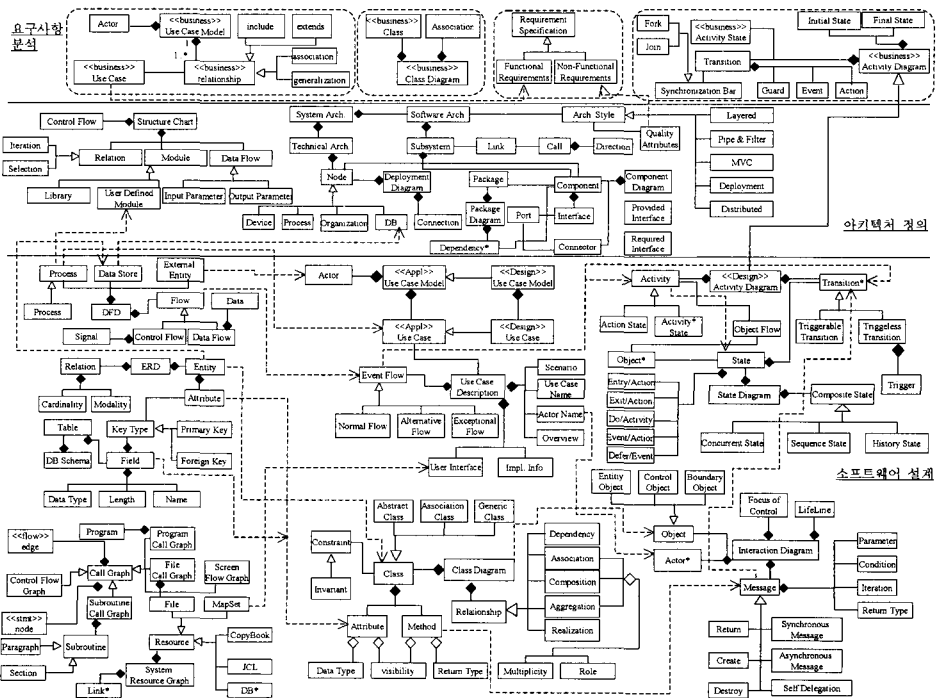 요구사항
분석
Actor
<<business>>
Use Case Model
include
extends
1..*
<<business>>
Use Case
<<business>>
relationship
association
generalization
<<business>>
Class
Association
<<business>>
Class Diagram
Requirement
Specification
Functional
Requirements
Non-Functional
Requirements
Fork
Join
<<business>>
Activity State
Initial State
Final State
Transition
<<business>>
Activity Diagram
Synchronization Bar
Guard
Event
Action
Control Flow
Structure Chart
Iteration
Selection
Relation
Module
Data Flow
Library
User Defined
Module
Input Parameter
Output Parameter
System Arch.
Software Arch
Arch Style
Technical Arch
Subsystem
Link
Call
Direction
Quality
Attributes
Layered
Pipe & Filter
MVC
Deployment
Distributed
Node
Deployment
Diagram
Package
Component
Component
Diagram
Package
Diagram
Port
Interface
Provided
Interface
Device
Process
Organization
DB
Connection
Dependency*
Connector
Required
Interface
아키텍처 정의
Process
Data Store
External
Entity
Process
DFD
Flow
Data
Signal
Control Flow
Data Flow
Actor
<<Appl>>
Use Case Model
<<Design>>
Use Case Model
<<Appl>>
Use Case
<<Design>>
Use Case
Activity
<<Design>>
Activity Diagram
Transition*
Action State
Activity*
State
Object Flow
Triggerable
Transition
Triggeless
Transition
Trigger
Object*
State
Entity/Action
Exit/Action
Do/Activity
Event/Action
Defer/Event
State Diagram
Composite State
Concurrent State
Sequence State
History State
Relation
ERD
Entity
Cardinality
Modality
Attribute
Table
Key Type
Primary Key
DB Schema
Field
Foreign Key
Data Type
Length
Name
Event Flow
Use Case
Description
Scenario
Use Case
Name
Actor Name
Overview
Normal Flow
Alternative
Flow
Exceptional
Flow
User Interface
Impl. Info
소프트웨어 설계
<<flow>>
edge
Program
Program
Call Graph
Call Graph
File
Call Graph
Screen
Flow Graph
Control Flow
Graph
Subroutine
Call Graph
File
MapSet
<<stmt>>
node
Paragraph
Subroutine
Resource
CopyBook
Section
System
Resource Graph
JCL
Link*
DB*
Abstract
Class
Association
Class
Generic
Class
Constraint
Class
Class Diagram
Invariant
Relationship
Dependency
Association
Composition
Aggregation
Realization
Attribute
Method
Data Type
visibility
Return Type
Multiplicity
Role
Entiity
Object
Control
Object
Boundary
Object
Object
Actor*
Focus of
Control
LifeLine
Interaction Diagram
Message
Parameter
Condition
Iteration
Return Type
Return
Create
Destroy
Synchronous
Message
Asynchronous
Message
Self Delegation